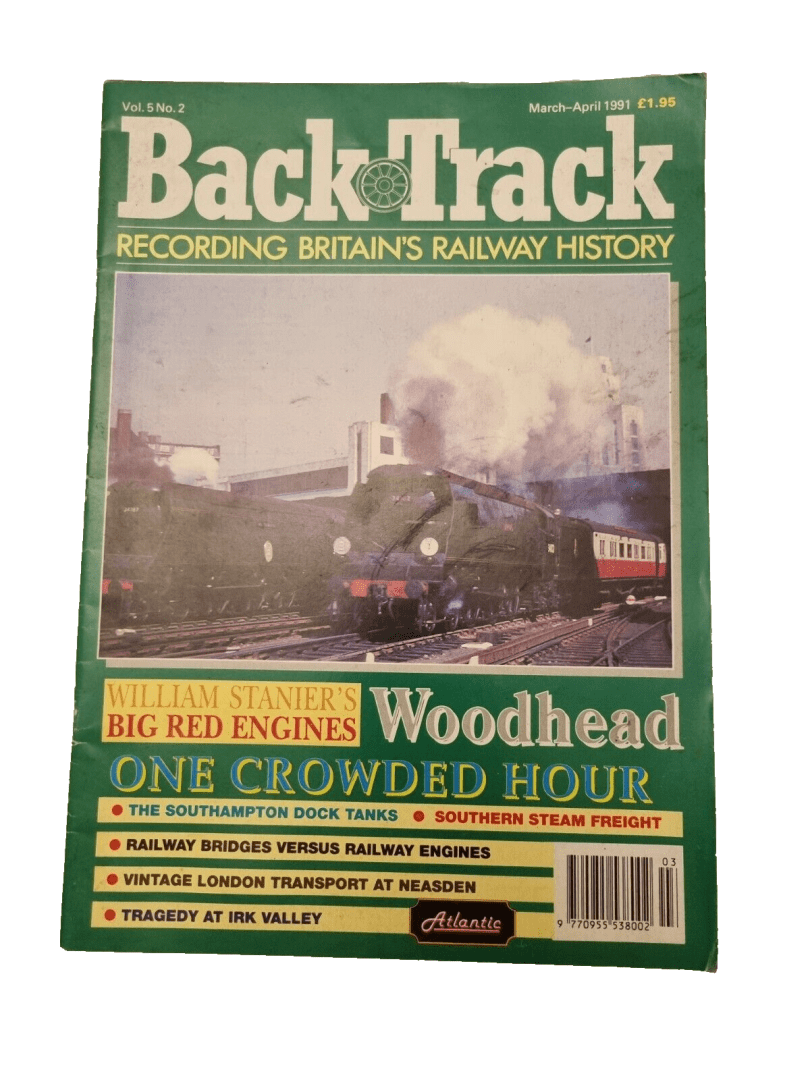 Vol. 5 No. 2
March–April 1991 £1.95
Back Track
RECORDING BRITAIN'S RAILWAY HISTORY
WILLIAM STANIER'S
BIG RED ENGINES
Woodhead
ONE CROWDED HOUR
• THE SOUTHAMPTON DOCK TANKS • SOUTHERN STEAM FREIGHT
• RAILWAY BRIDGES VERSUS RAILWAY ENGINES
• VINTAGE LONDON TRANSPORT AT NEASDEN
• TRAGEDY AT IRK VALLEY
Atlantic
03
9 770955 538002